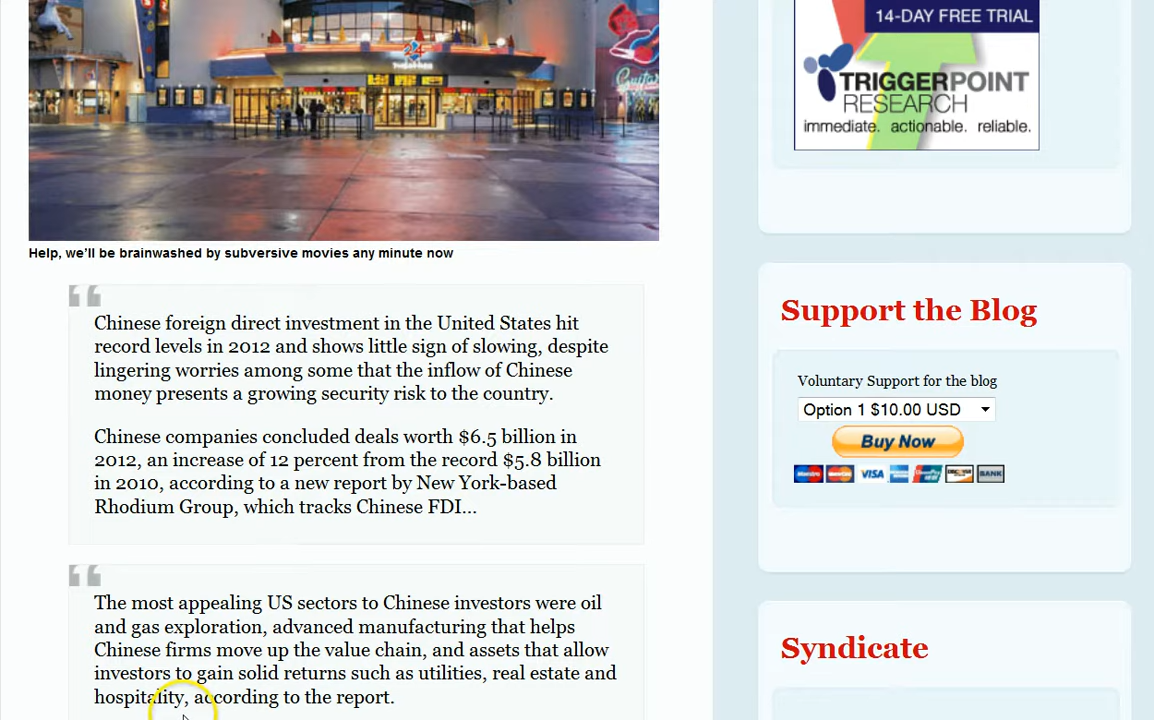 24
THEATRES
Guitar
Help, we'll be brainwashed by subversive movies any minute now
Chinese foreign direct investment in the United States hit
record levels in 2012 and shows little sign of slowing, despite
lingering worries among some that the inflow of Chinese
money presents a growing security risk to the country.
Chinese companies concluded deals worth $6.5 billion in
2012, an increase of 12 percent from the record $5.8 billion
in 2010, according to a new report by New York-based
Rhodium Group, which tracks Chinese FDI...
The most appealing US sectors to Chinese investors were oil
and gas exploration, advanced manufacturing that helps
Chinese firms move up the value chain, and assets that allow
investors to gain solid returns such as utilities, real estate and
hospitality, according to the report.
14-DAY FREE TRIAL
TRIGGERPOINT
RESEARCH
immediate. actionable. reliable.
Support the Blog
Voluntary Support for the blog
Option 1 $10.00 USD
Buy Now
VISA
BANK
Syndicate